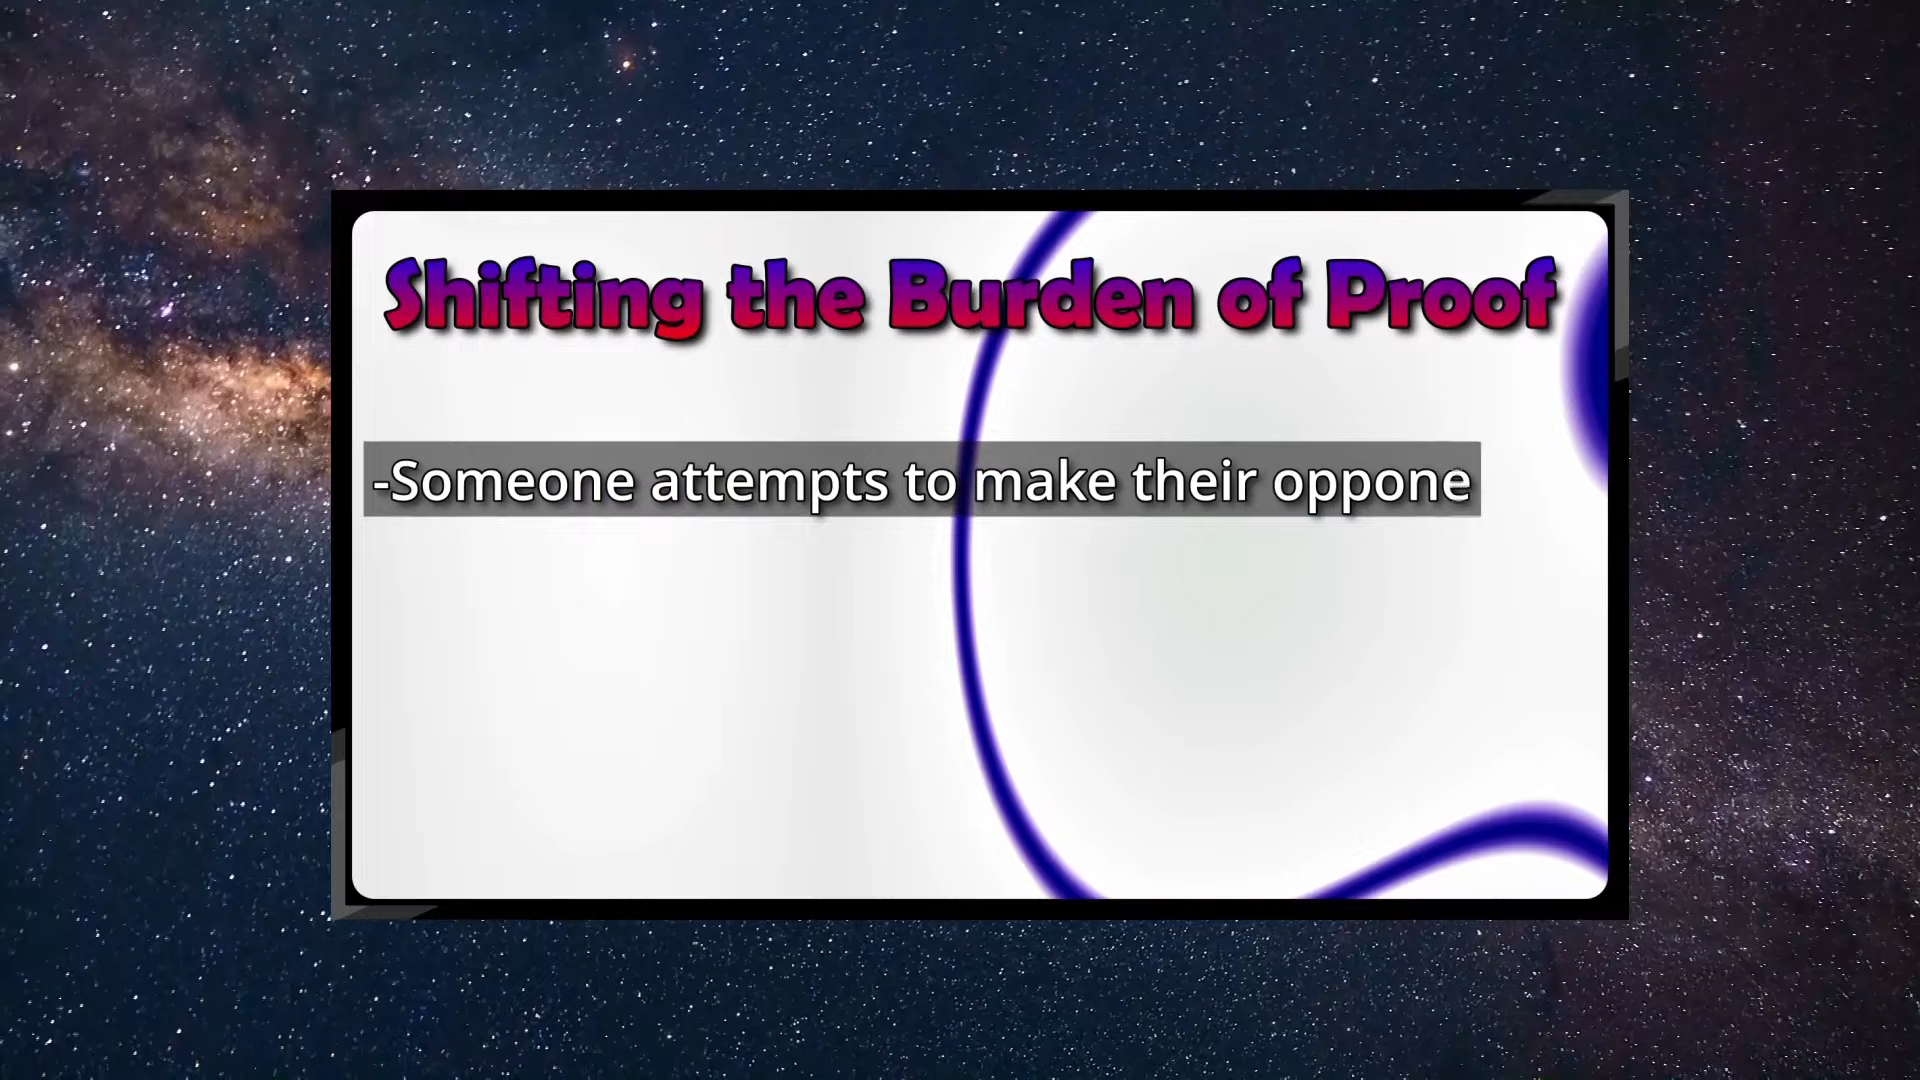 Shifting the Burden of Proof
-Someone attempts to make their oppone